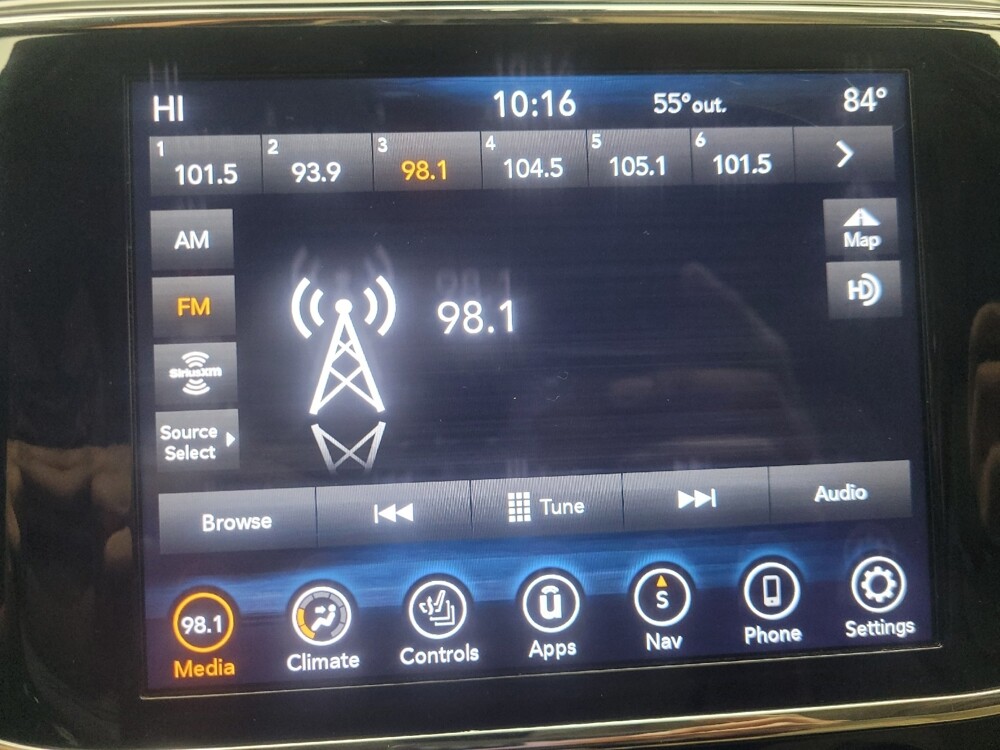 HI 10:16 55° out. 84°
1 101.5 2 93.9 3 98.1 4 104.5 5 105.1 6 101.5
AM
Map
FM
HD
98.1
SiriusXM
Source
Select
Browse Tune Audio
98.1 S
Media Climate Controls Apps Nav Phone Settings